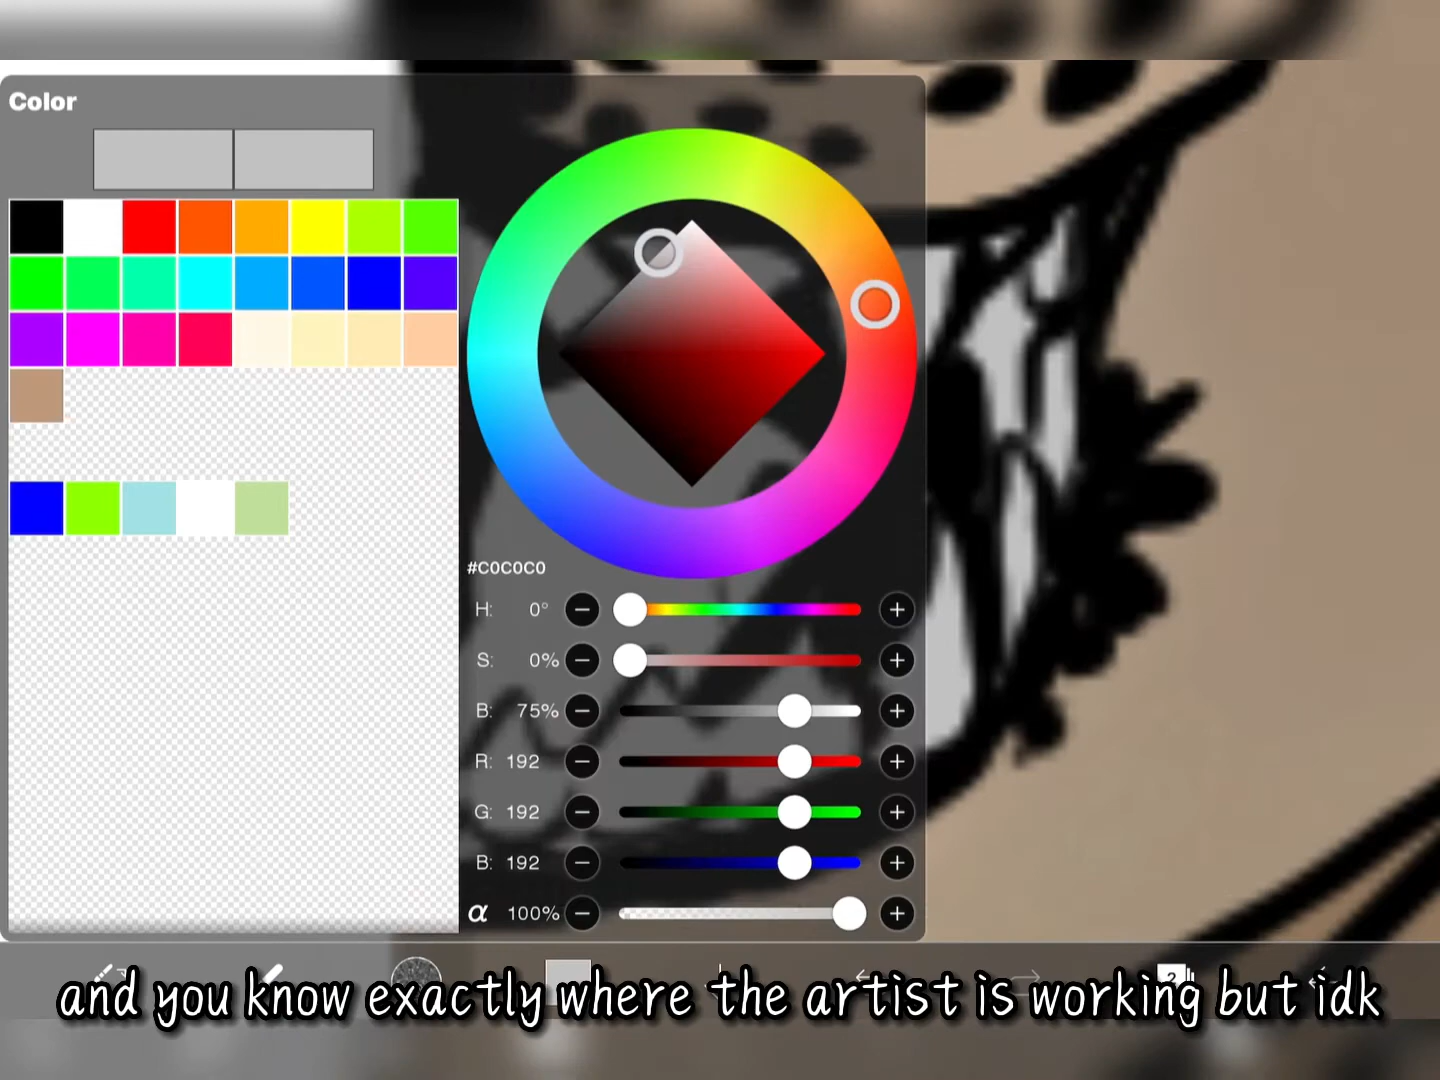 Color
#C0C0C0
H: 0°
S: 0%
B: 75%
R: 192
G: 192
B: 192
α 100%
2
and you know exactly where the artist is working but idk